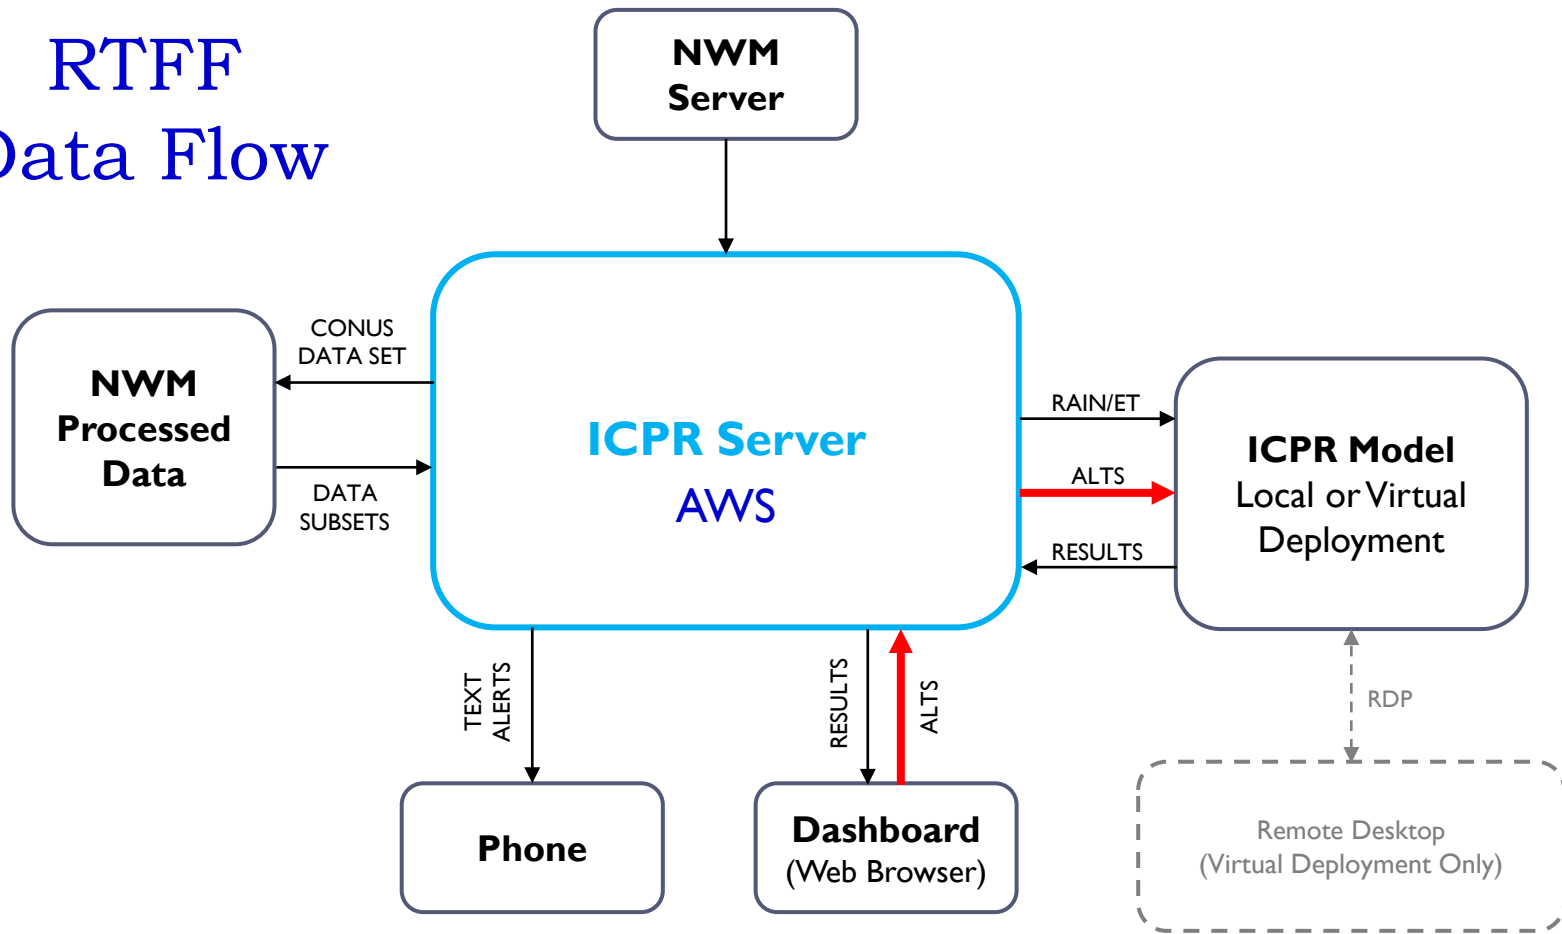 RTFF
Data Flow
NWM
Server
CONUS
DATA SET
NWM
Processed
Data
DATA
SUBSETS
ICPR Server
AWS
RAIN/ET
ALTS
RESULTS
ICPR Model
Local or Virtual
Deployment
TEXT
ALERTS
RESULTS
ALTS
RDP
Phone
Dashboard
(Web Browser)
Remote Desktop
(Virtual Deployment Only)